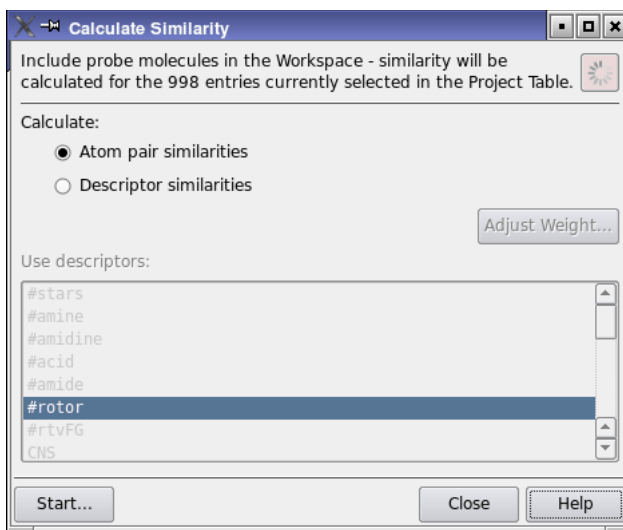 Calculate Similarity
Include probe molecules in the Workspace - similarity will be
calculated for the 998 entries currently selected in the Project Table.
Calculate:
Atom pair similarities
Descriptor similarities
Adjust Weight...
Use descriptors:
#stars
#amine
#amidine
#acid
#amide
#rotor
#rtvFG
CNS
Start... Close Help